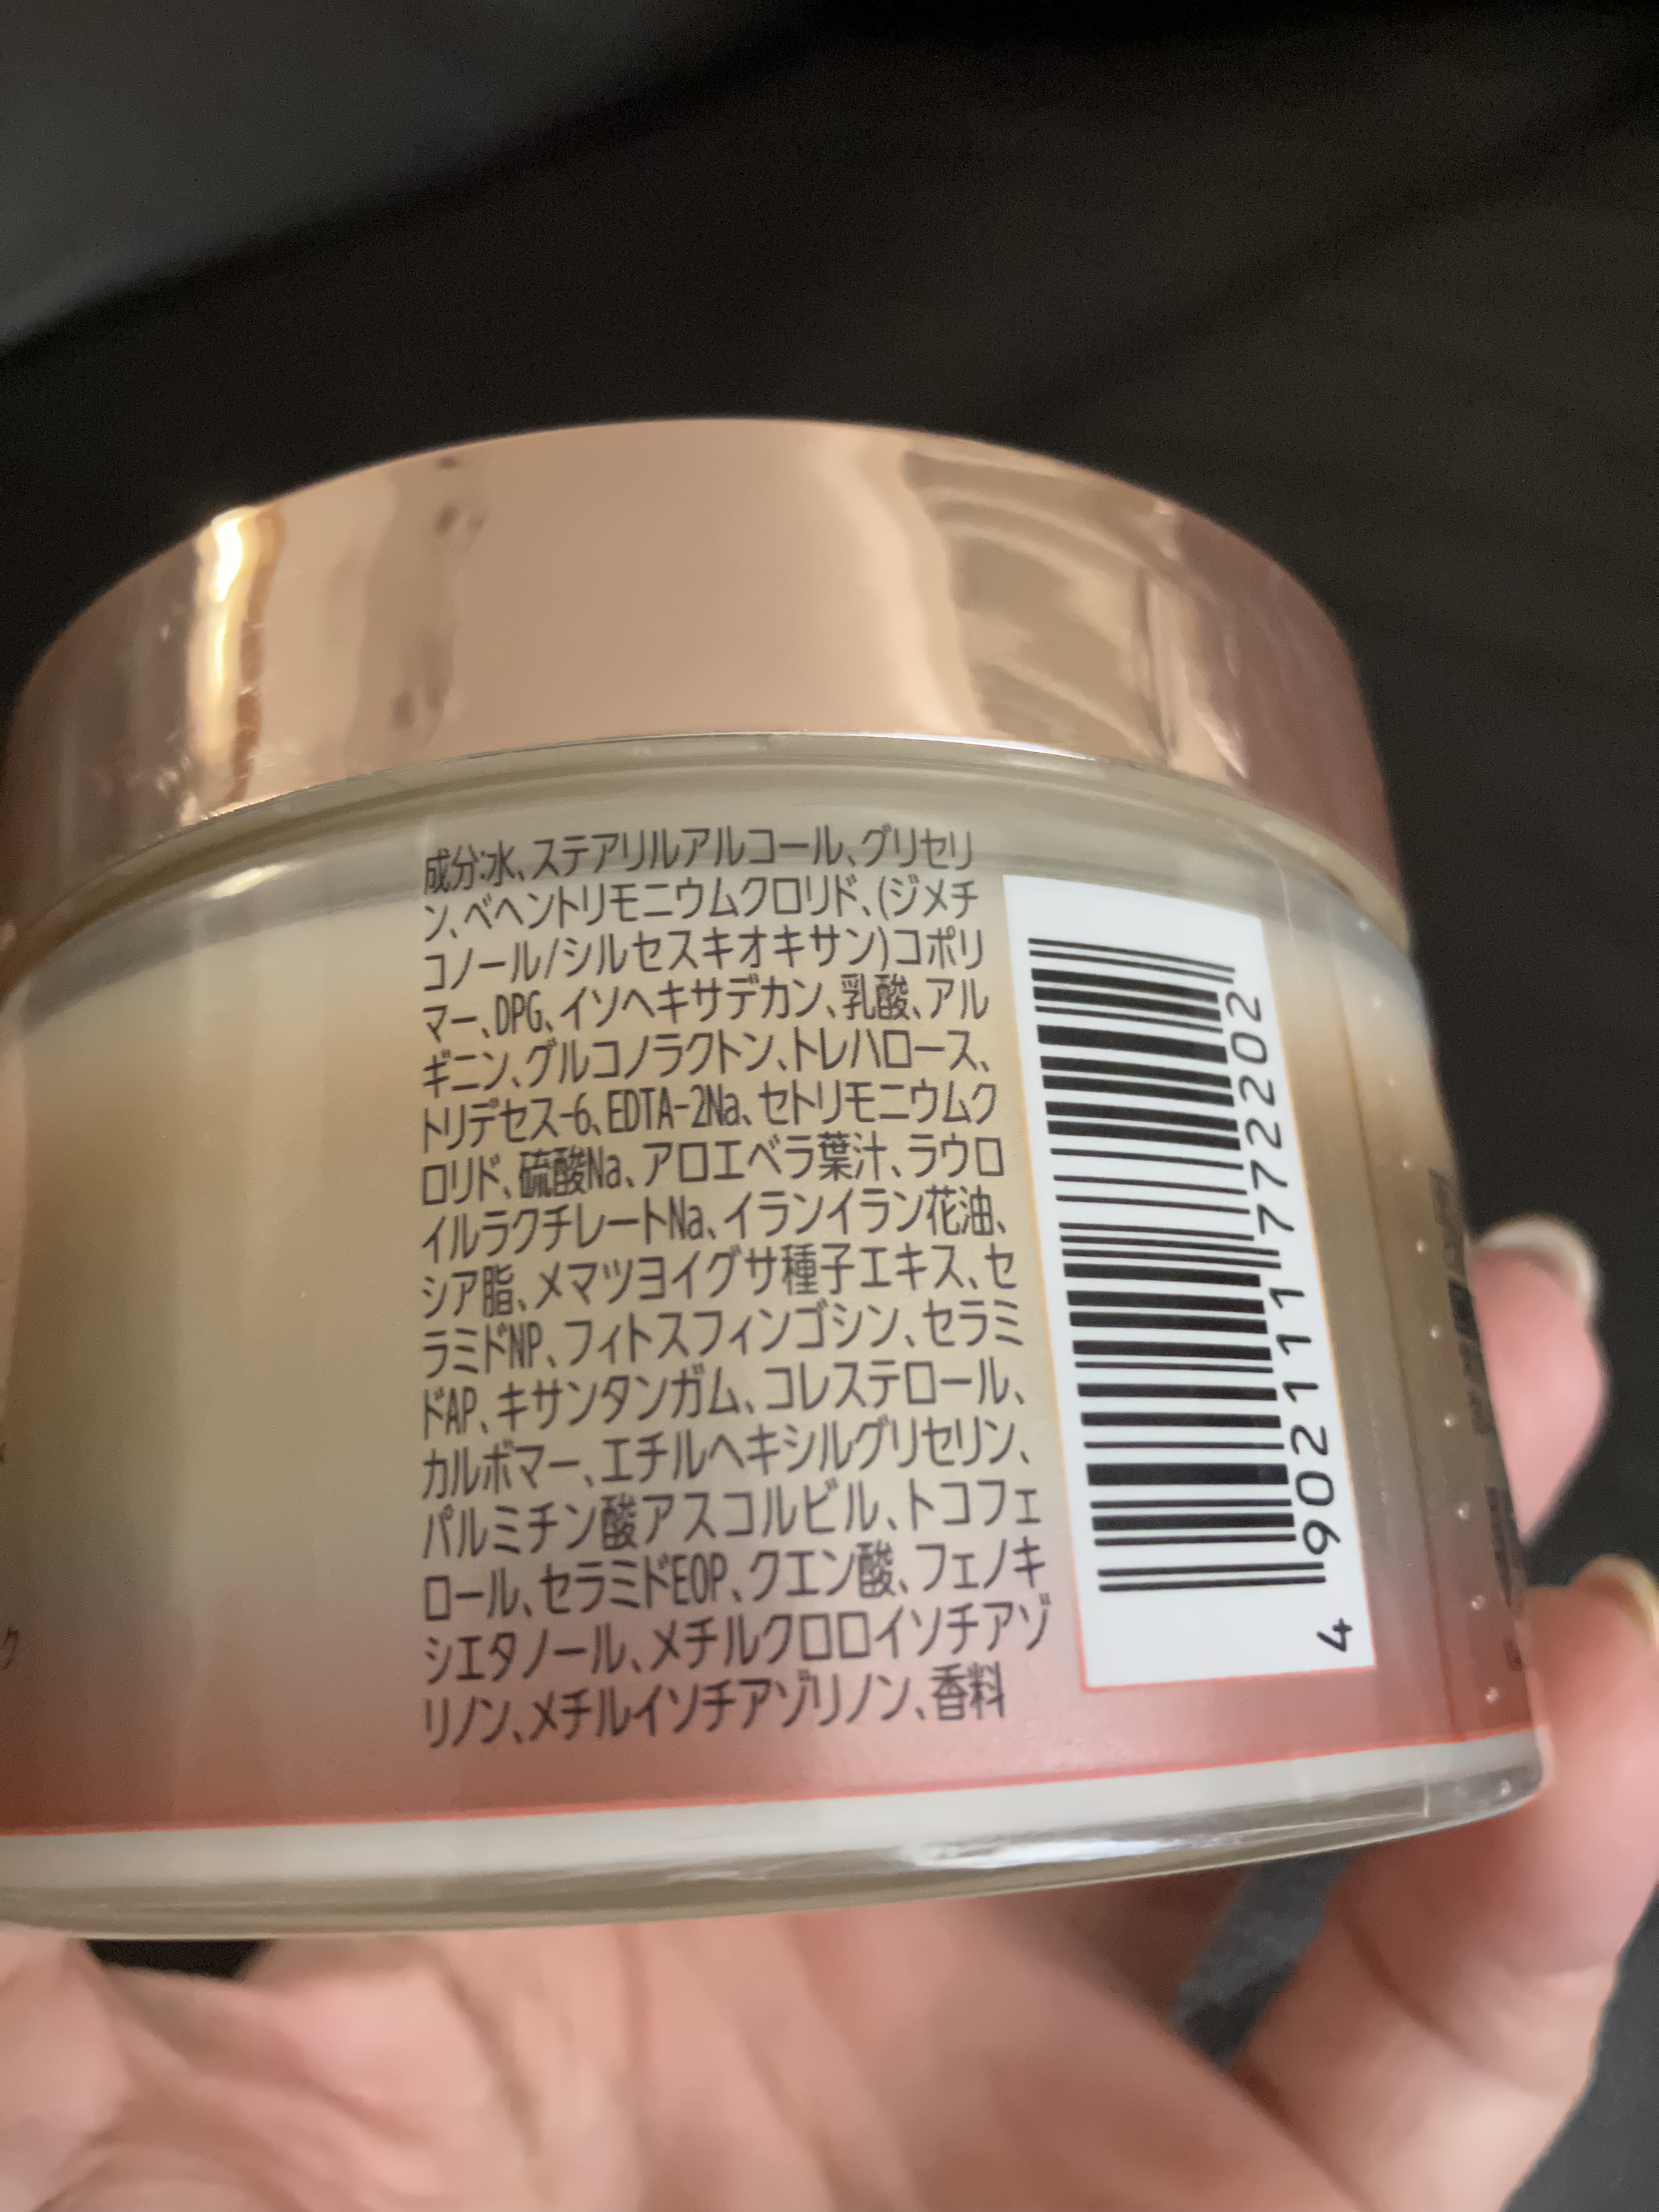 成分:水、ステアリルアルコール、グリセリ
ン、ベヘントリモニウムクロリド、(ジメチ
コノール/シルセスキオキサン)コポリ
マー、DPG、イソヘキサデカン、乳酸、アル
ギニン、グルコノラクトン、トレハロース、
トリデセス-6、EDTA-2Na、セトリモニウムク
ロリド、硫酸Na、アロエベラ葉汁、ラウロ
イルラクチレートNa、イランイラン花油、
シア脂、メマツヨイグサ種子エキス、セ
ラミドNP、フィトスフィンゴシン、セラミ
ドAP、キサンタンガム、コレステロール、
カルボマー、エチルヘキシルグリセリン、
パルミチン酸アスコルビル、トコフェ
ロール、セラミドEOP、クエン酸、フェノキ
シエタノール、メチルクロロイソチアゾ
リノン、メチルイソチアゾリノン、香料
4 602111 772202
ク